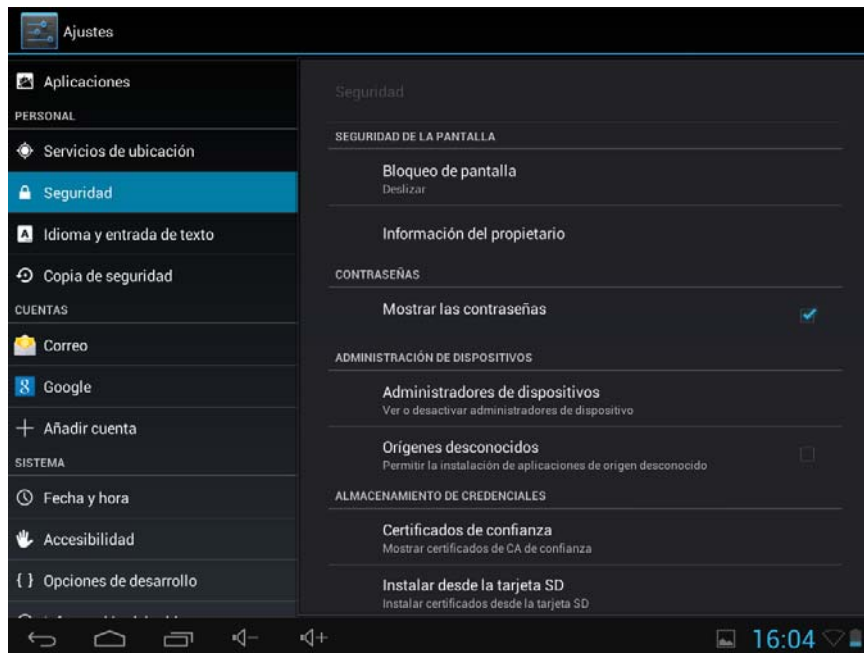 Ajustes
Aplicaciones
PERSONAL
Servicios de ubicación
Seguridad
Idioma y entrada de texto
Copia de seguridad
CUENTAS
Correo
Google
Añadir cuenta
SISTEMA
Fecha y hora
Accesibilidad
{ } Opciones de desarrollo
Seguridad
SEGURIDAD DE LA PANTALLA
Bloqueo de pantalla
Deslizar
Información del propietario
CONTRASEÑAS
Mostrar las contraseñas
ADMINISTRACIÓN DE DISPOSITIVOS
Administradores de dispositivos
Ver o desactivar administradores de dispositivo
Orígenes desconocidos
Permitir la instalación de aplicaciones de origen desconocido
ALMACENAMIENTO DE CREDENCIALES
Certificados de confianza
Mostrar certificados de CA de confianza
Instalar desde la tarjeta SD
Instalar certificados desde la tarjeta SD
16:04